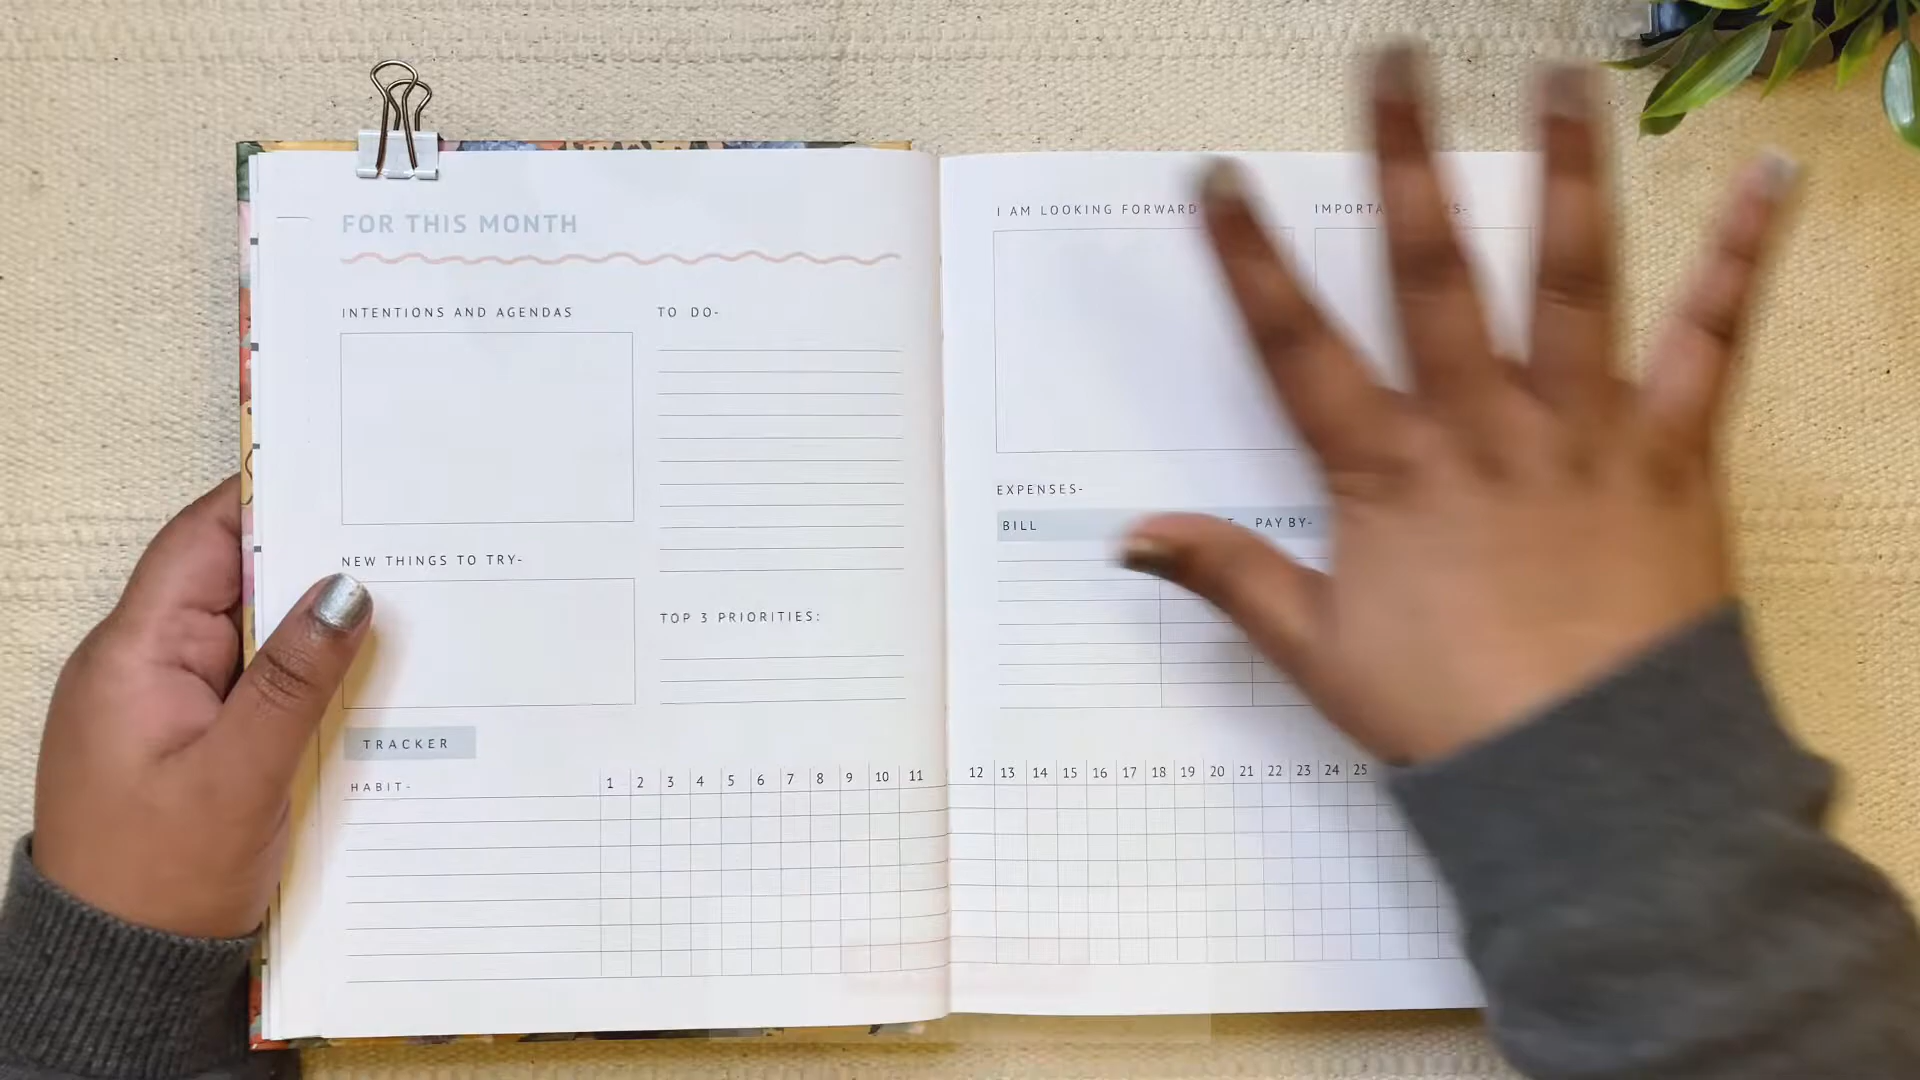 FOR THIS MONTH
INTENTIONS AND AGENDAS
TO DO-
NEW THINGS TO TRY-
TOP 3 PRIORITIES:
TRACKER
HABIT-
1 2 3 4 5 6 7 8 9 10 11
I AM LOOKING FORWARD
EXPENSES-
BILL PAY BY-
12 13 14 15 16 17 18 19 20 21 22 23 24 25